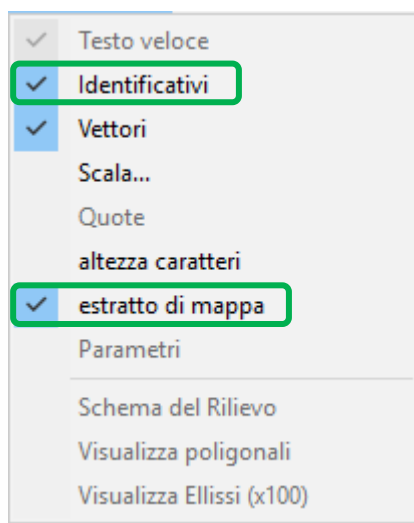 Testo veloce
Identificativi
Vettori
Scala...
Quote
altezza caratteri
estratto di mappa
Parametri
Schema del Rilievo
Visualizza poligonali
Visualizza Ellissi (x100)